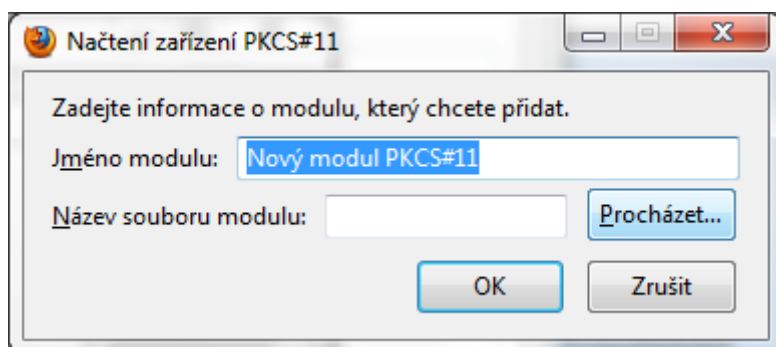 Načtení zařízení PKCS#11
Zadejte informace o modulu, který chcete přidat.
Jméno modulu: Nový modul PKCS#11
Název souboru modulu: Procházet...
OK Zrušit